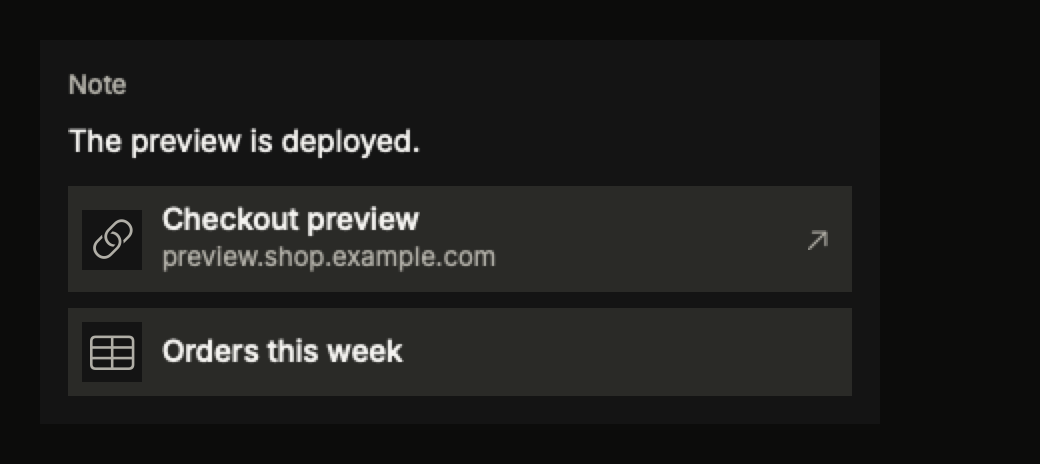 Note
The preview is deployed.
Checkout preview
preview.shop.example.com
Orders this week